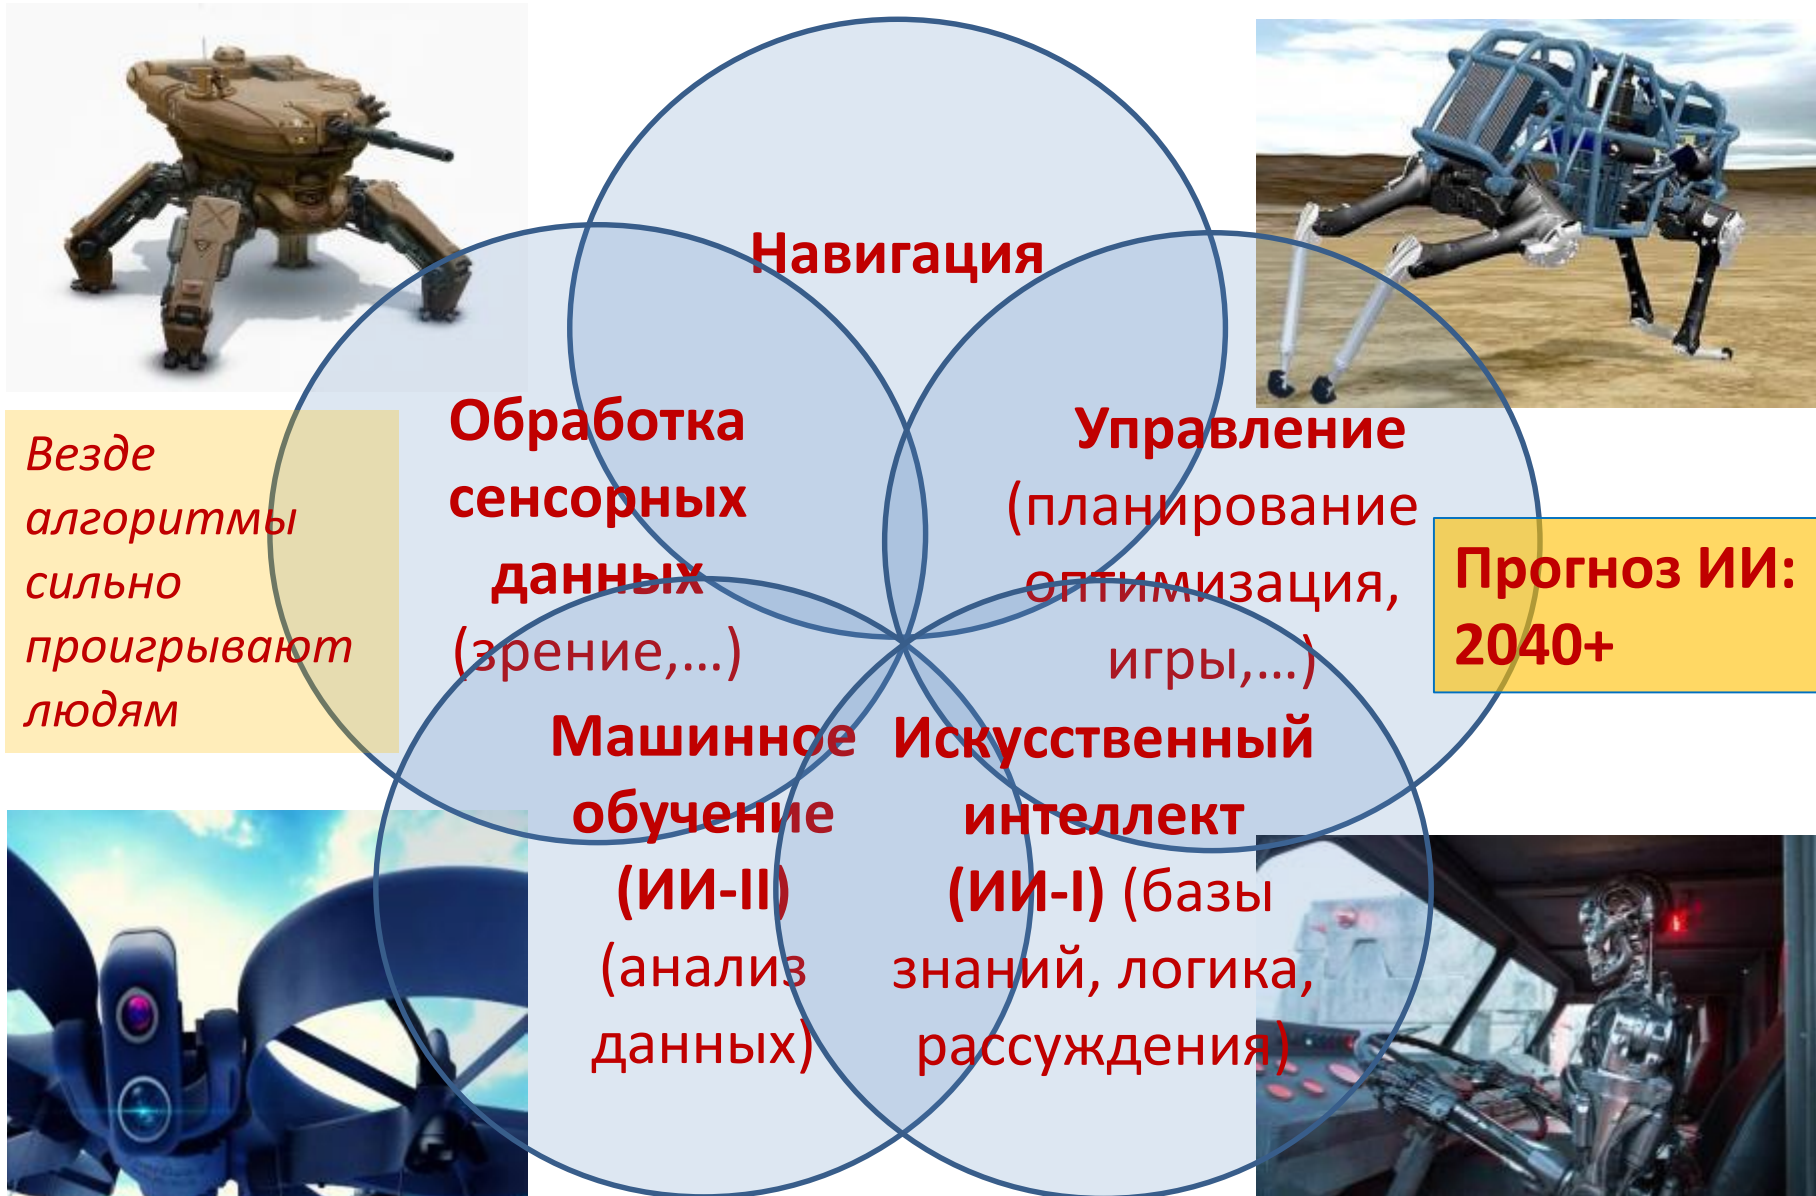 Навигация
Обработка
сенсорных
данных
(зрение,...)
Управление
(планирование
оптимизация,
игры,...)
Везде
алгоритмы
сильно
проигрывают
людям
Прогноз ИИ:
2040+
Машинное
обучение
(ИИ-II)
(анализ
данных)
Искусственный
интеллект
(ИИ-I) (базы
знаний, логика,
рассуждения)